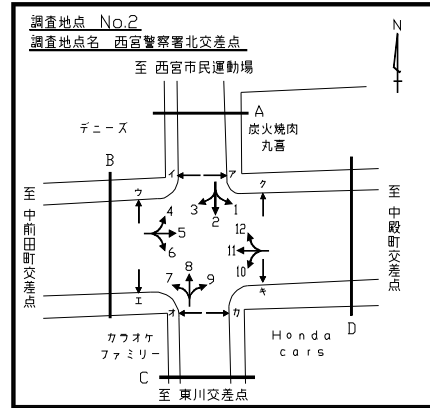 調査地点 No.2
調査地点名 西宮警察署北交差点
至 西宮市民運動場
N
A
デニーズ
炭火焼肉
丸喜
B
イ
ア
ウ
ク
至 中前田町交差点
至 中殿町交差点
3
1
2
4
12
5
11
6
10
8
7
9
エ
キ
オ
カ
カラオケ
ファミリー
Honda
cars
D
C
至 東川交差点